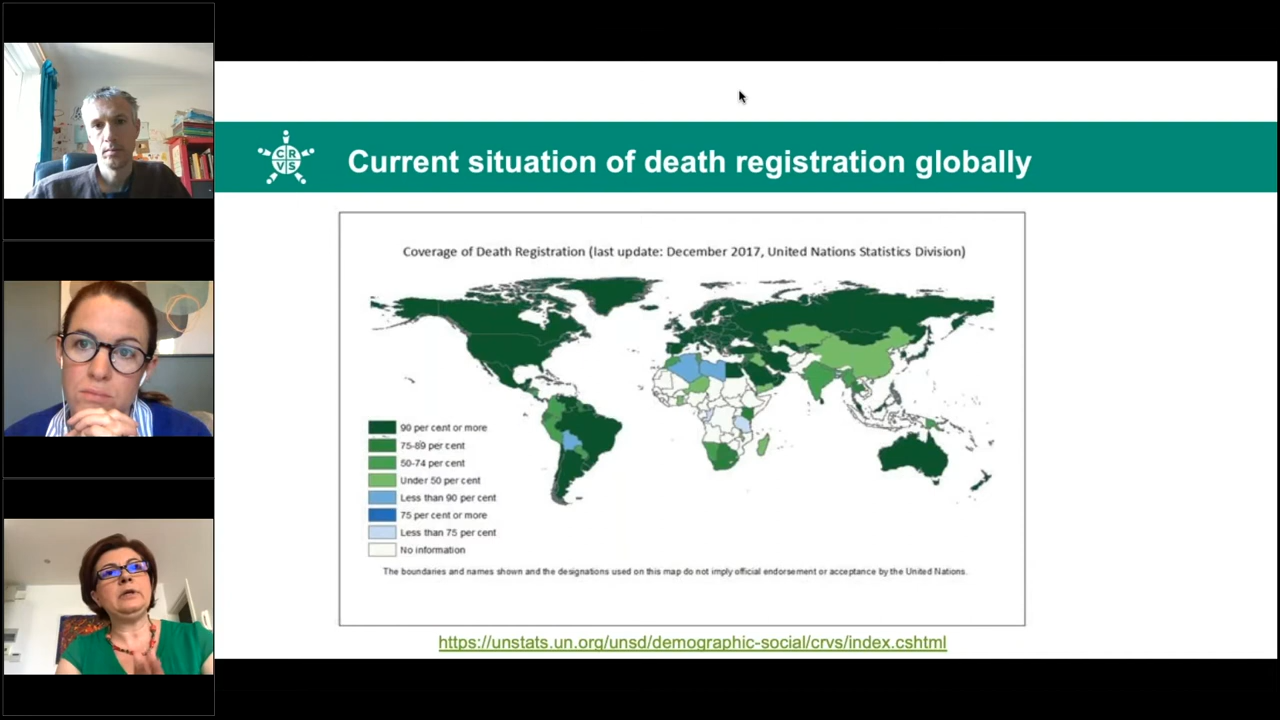 CR
VS
Current situation of death registration globally
Coverage of Death Registration (last update: December 2017, United Nations Statistics Division)
90 per cent or more
75-89 per cent
50-74 per cent
Under 50 per cent
Less than 90 per cent
75 per cent or more
Less than 75 per cent
No information
The boundaries and names shown and the designations used on this map do not imply official endorsement or acceptance by the United Nations.
https://unstats.un.org/unsd/demographic-social/crvs/index.cshtml